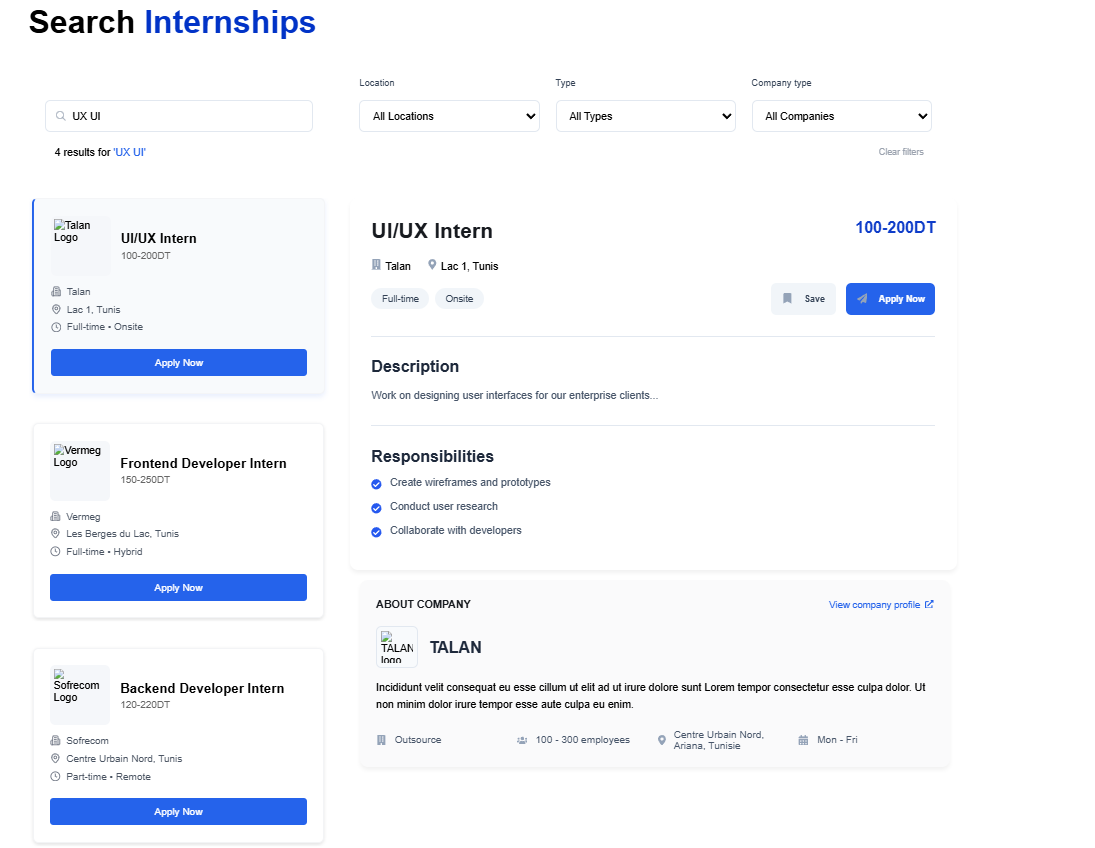 Search Internships
Location
Type
Company type
UX UI
All Locations
All Types
All Companies
4 results for 'UX UI'
Clear filters
Talan
Logo
UI/UX Intern
100-200DT
Talan
Lac 1, Tunis
Full-time • Onsite
Apply Now
Vermeg
Logo
Frontend Developer Intern
150-250DT
Vermeg
Les Berges du Lac, Tunis
Full-time • Hybrid
Apply Now
Sofrecom
Logo
Backend Developer Intern
120-220DT
Sofrecom
Centre Urbain Nord, Tunis
Part-time • Remote
Apply Now
UI/UX Intern
100-200DT
Talan
Lac 1, Tunis
Full-time
Onsite
Save
Apply Now
Description
Work on designing user interfaces for our enterprise clients...
Responsibilities
Create wireframes and prototypes
Conduct user research
Collaborate with developers
ABOUT COMPANY
View company profile
TALAN
logo
TALAN
Incididunt velit consequat eu esse cillum ut elit ad ut irure dolore sunt Lorem tempor consectetur esse culpa dolor. Ut
non minim dolor irure tempor esse aute culpa eu enim.
Outsource
100 - 300 employees
Centre Urbain Nord,
Ariana, Tunisie
Mon - Fri